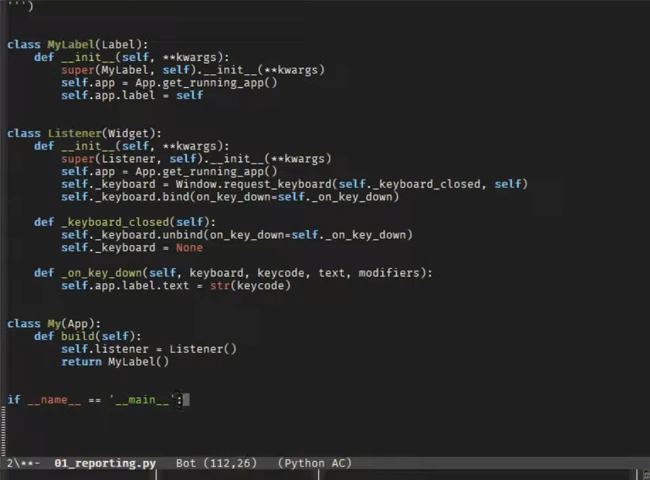 ''')
class MyLabel(Label):
def __init__(self, **kwargs):
super(MyLabel, self).__init__(**kwargs)
self.app = App.get_running_app()
self.app.label = self
class Listener(Widget):
def __init__(self, **kwargs):
super(Listener, self).__init__(**kwargs)
self.app = App.get_running_app()
self._keyboard = Window.request_keyboard(self._keyboard_closed, self)
self._keyboard.bind(on_key_down=self._on_key_down)
def _keyboard_closed(self):
self._keyboard.unbind(on_key_down=self._on_key_down)
self._keyboard = None
def _on_key_down(self, keyboard, keycode, text, modifiers):
self.app.label.text = str(keycode)
class My(App):
def build(self):
self.listener = Listener()
return MyLabel()
if __name__ == '__main__':
2\**- 01_reporting.py Bot (112,26) (Python AC)